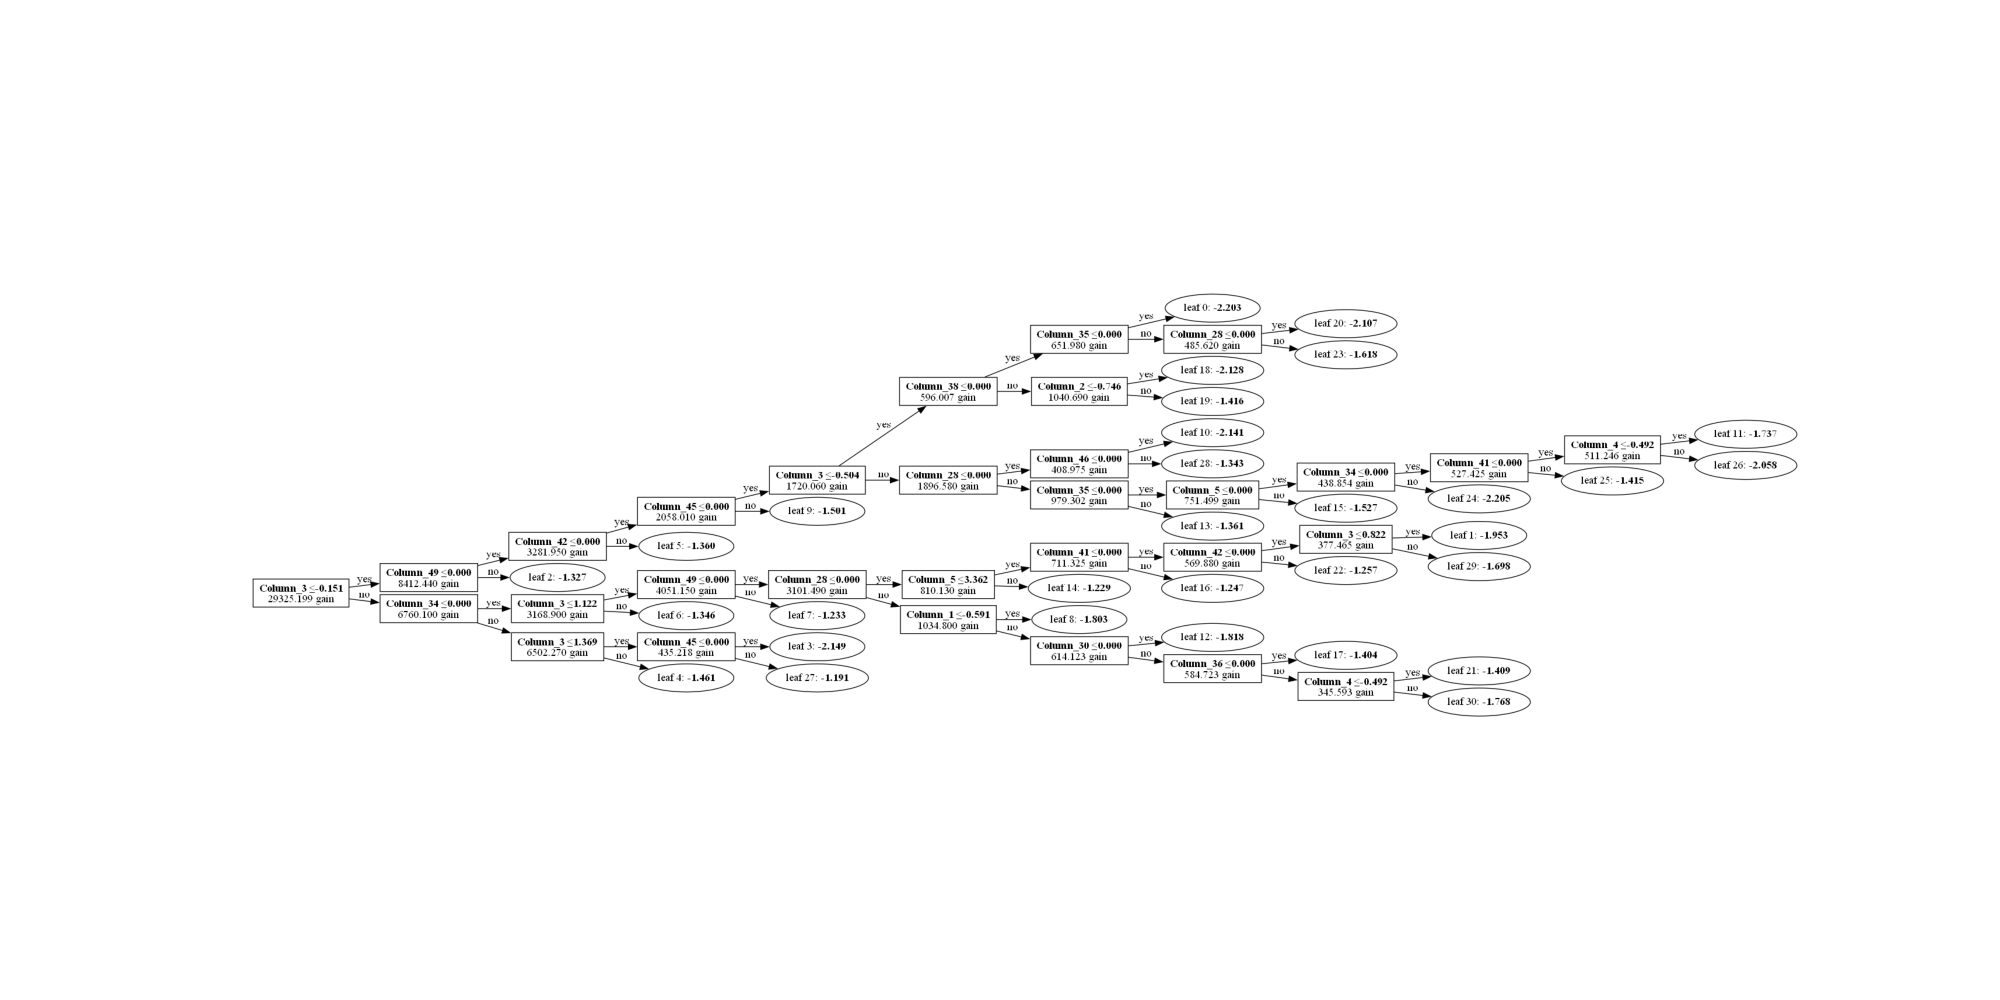 yes
leaf 0: -2.203
Column_35 ≤0.000
651.980 gain
no
Column_28 ≤0.000
485.620 gain
yes
leaf 20: -2.107
no
leaf 23: -1.618
yes
Column_38 ≤0.000
596.007 gain
no
Column_2 ≤-0.746
1040.690 gain
yes
leaf 18: -2.128
no
leaf 19: -1.416
yes
Column_3 ≤-0.504
1720.060 gain
no
Column_28 ≤0.000
1896.580 gain
yes
Column_46 ≤0.000
408.975 gain
yes
leaf 10: -2.141
no
leaf 28: -1.343
no
Column_35 ≤0.000
979.302 gain
yes
Column_5 ≤0.000
751.499 gain
no
leaf 13: -1.361
yes
Column_34 ≤0.000
438.854 gain
no
leaf 15: -1.527
yes
Column_41 ≤0.000
527.425 gain
no
leaf 24: -2.205
yes
Column_4 ≤-0.492
511.246 gain
no
leaf 25: -1.415
yes
leaf 11: -1.737
no
leaf 26: -2.058
yes
Column_45 ≤0.000
2058.010 gain
no
leaf 9: -1.501
yes
Column_42 ≤0.000
3281.950 gain
no
leaf 5: -1.360
yes
Column_49 ≤0.000
8412.440 gain
no
leaf 2: -1.327
Column_3 ≤-0.151
29325.199 gain
yes
no
Column_34 ≤0.000
6760.100 gain
yes
Column_3 ≤1.122
3168.900 gain
yes
Column_49 ≤0.000
4051.150 gain
no
leaf 6: -1.346
yes
Column_28 ≤0.000
3101.490 gain
no
leaf 7: -1.233
yes
Column_5 ≤3.362
810.130 gain
yes
Column_41 ≤0.000
711.325 gain
no
leaf 14: -1.229
yes
Column_42 ≤0.000
569.880 gain
no
leaf 16: -1.247
yes
Column_3 ≤0.822
377.465 gain
no
leaf 22: -1.257
yes
leaf 1: -1.953
no
leaf 29: -1.698
no
Column_1 ≤-0.591
1034.800 gain
yes
leaf 8: -1.803
no
Column_30 ≤0.000
614.123 gain
yes
leaf 12: -1.818
no
Column_36 ≤0.000
584.723 gain
yes
leaf 17: -1.404
no
Column_4 ≤-0.492
345.593 gain
yes
leaf 21: -1.409
no
leaf 30: -1.768
no
Column_3 ≤1.369
6502.270 gain
yes
Column_45 ≤0.000
435.218 gain
no
leaf 4: -1.461
yes
leaf 3: -2.149
no
leaf 27: -1.191